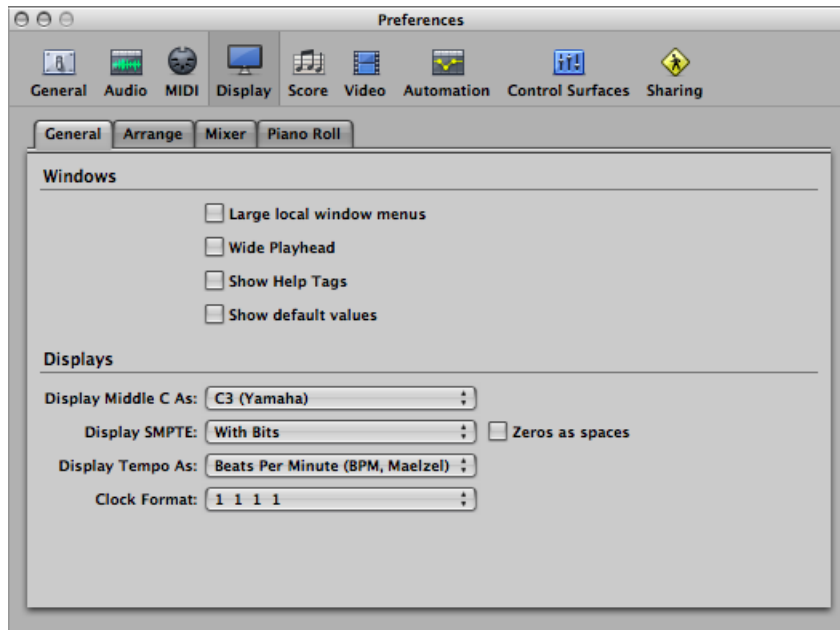 Preferences
General Audio MIDI Display Score Video Automation Control Surfaces Sharing
General Arrange Mixer Piano Roll
Windows
Large local window menus
Wide Playhead
Show Help Tags
Show default values
Displays
Display Middle C As: C3 (Yamaha)
Display SMPTE: With Bits Zeros as spaces
Display Tempo As: Beats Per Minute (BPM, Maelzel)
Clock Format: 1 1 1 1